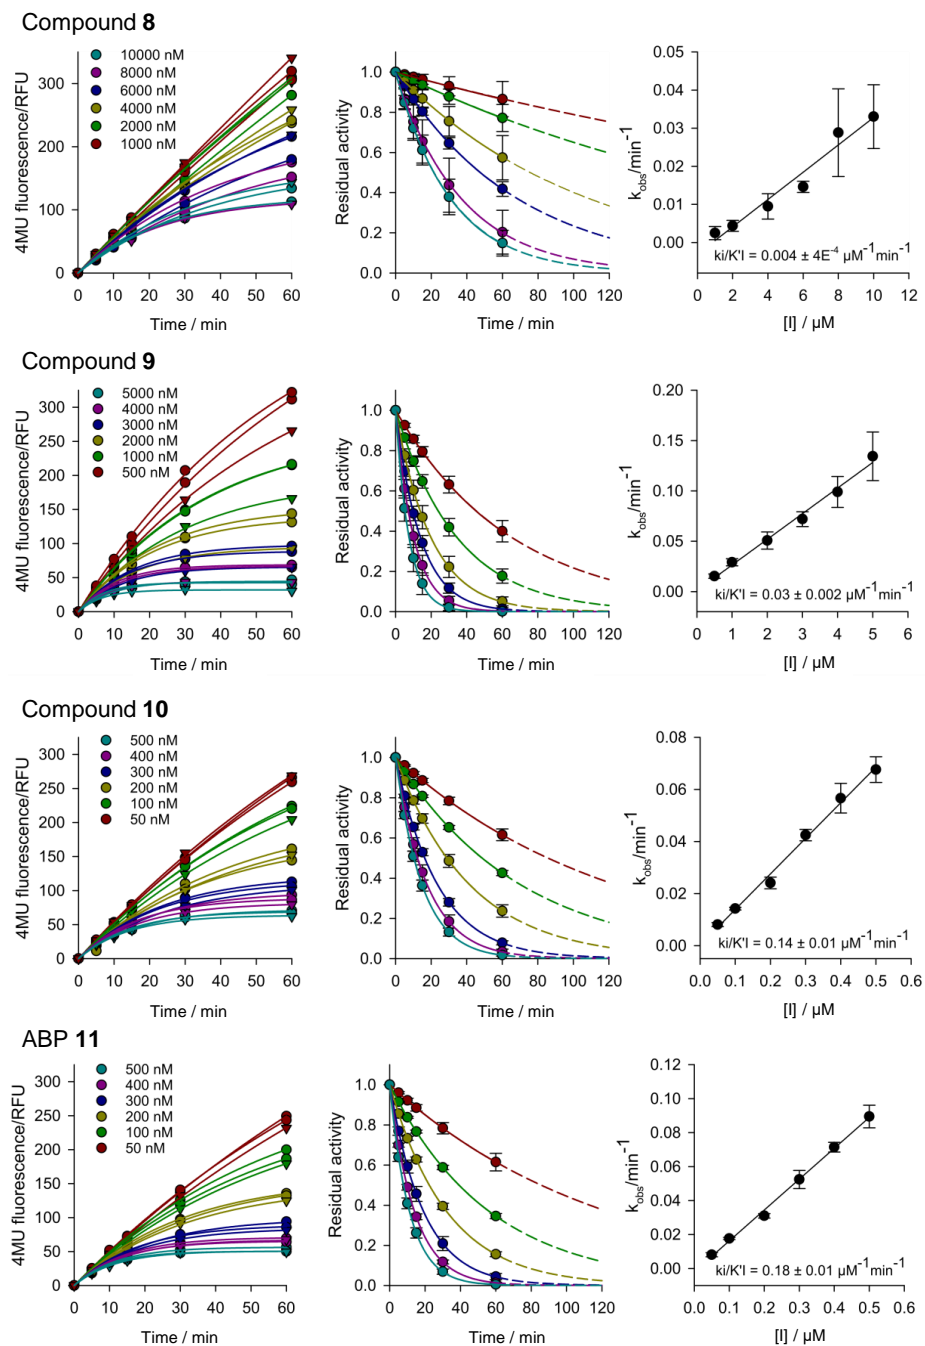 Compound 8
4MU fluorescence/RFU
300
200
100
0
10000 nM
8000 nM
6000 nM
4000 nM
2000 nM
1000 nM
0 10 20 30 40 50 60
Time / min
Residual activity
1.0
0.8
0.6
0.4
0.2
0.0
0 20 40 60 80 100 120
Time / min
kobs/min-1
0.05
0.04
0.03
0.02
0.01
0.00
ki/K'I = 0.004 ± 4E-4 µM-1min-1
0 2 4 6 8 10 12
[I] / µM
Compound 9
4MU fluorescence/RFU
300
250
200
150
100
50
0
5000 nM
4000 nM
3000 nM
2000 nM
1000 nM
500 nM
0 10 20 30 40 50 60
Time / min
Residual activity
1.0
0.8
0.6
0.4
0.2
0.0
0 20 40 60 80 100 120
Time / min
kobs/min-1
0.20
0.15
0.10
0.05
0.00
ki/K'I = 0.03 ± 0.002 µM-1min-1
0 1 2 3 4 5 6
[I] / µM
Compound 10
4MU fluorescence/RFU
300
250
200
150
100
50
0
500 nM
400 nM
300 nM
200 nM
100 nM
50 nM
0 10 20 30 40 50 60
Time / min
Residual activity
1.0
0.8
0.6
0.4
0.2
0.0
0 20 40 60 80 100 120
Time / min
kobs/min-1
0.08
0.06
0.04
0.02
0.00
ki/K'I = 0.14 ± 0.01 µM-1min-1
0.0 0.1 0.2 0.3 0.4 0.5 0.6
[I] / µM
ABP 11
4MU fluorescence/RFU
300
250
200
150
100
50
0
500 nM
400 nM
300 nM
200 nM
100 nM
50 nM
0 10 20 30 40 50 60
Time / min
Residual activity
1.0
0.8
0.6
0.4
0.2
0.0
0 20 40 60 80 100 120
Time / min
kobs/min-1
0.12
0.10
0.08
0.06
0.04
0.02
0.00
ki/K'I = 0.18 ± 0.01 µM-1min-1
0.0 0.1 0.2 0.3 0.4 0.5 0.6
[I] / µM